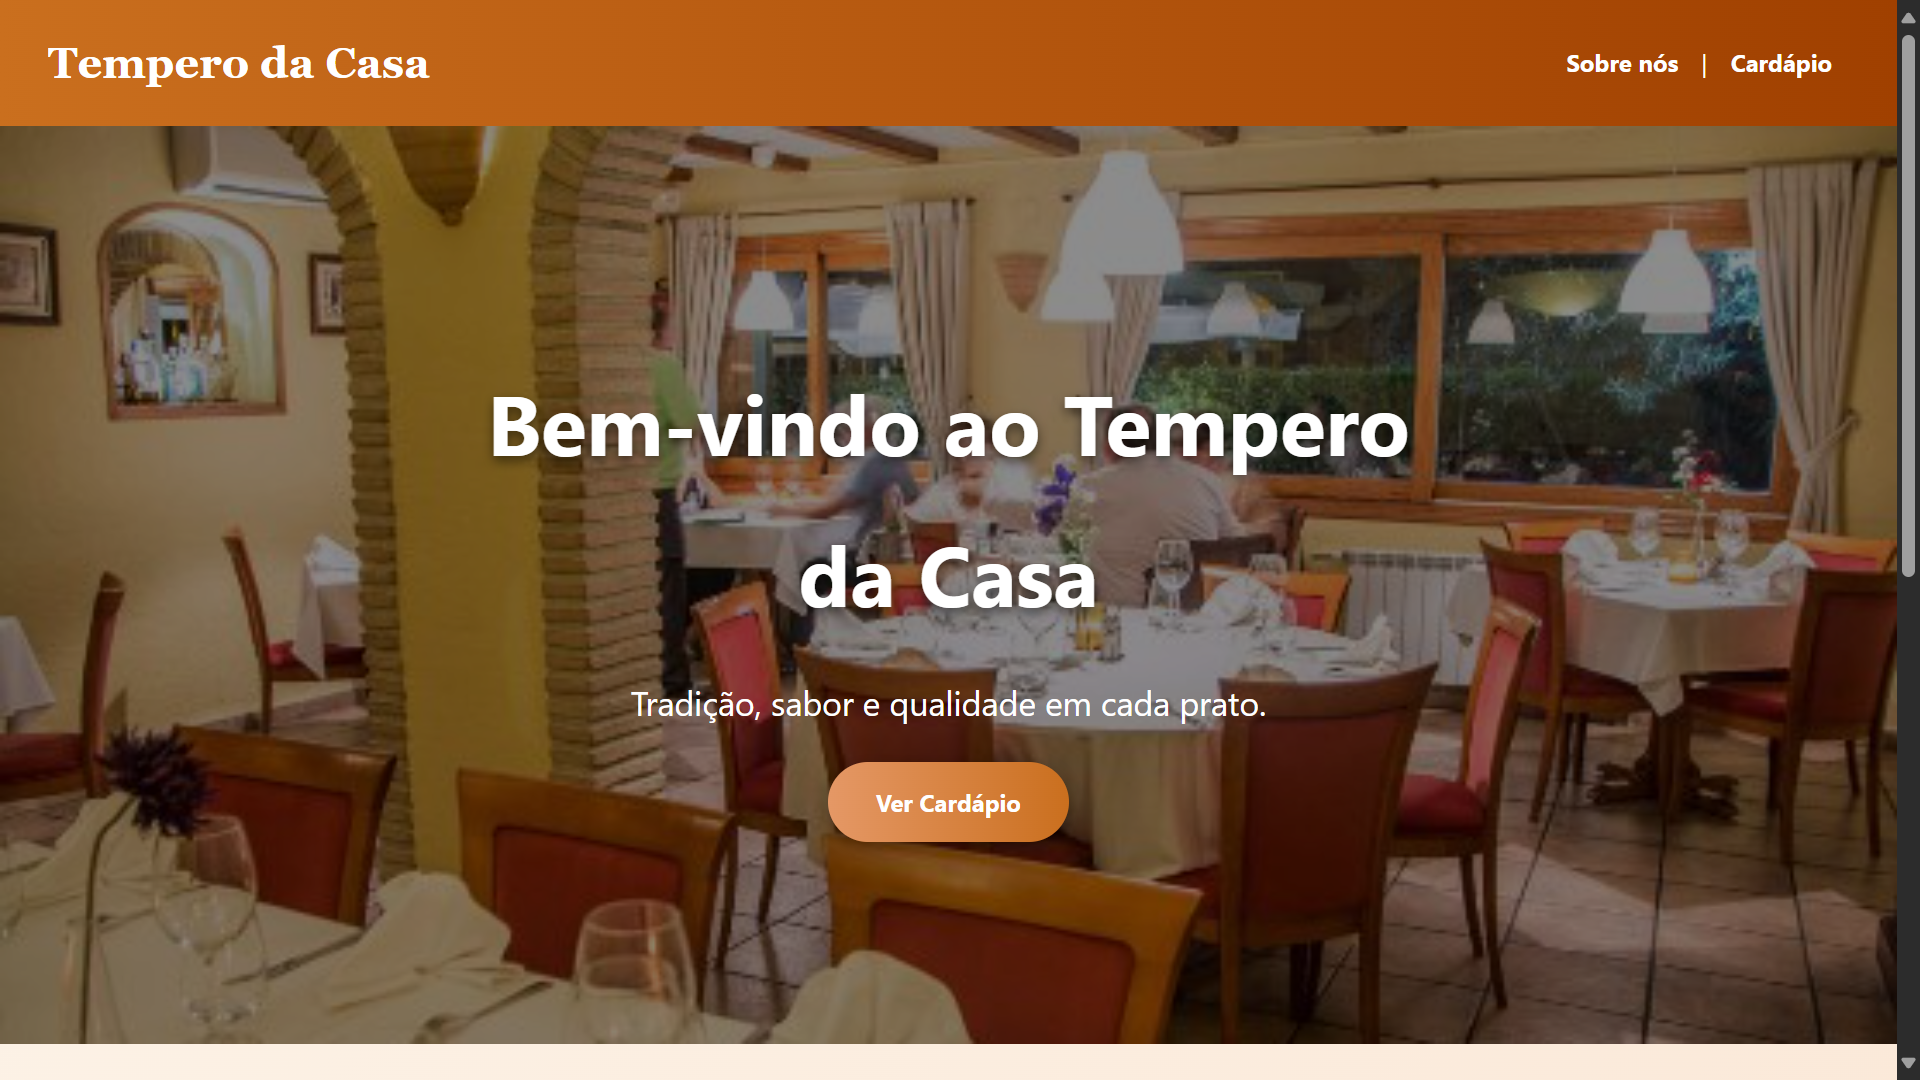 Tempero da Casa
Sobre nós | Cardápio
Bem-vindo ao Tempero
da Casa
Tradição, sabor e qualidade em cada prato.
Ver Cardápio